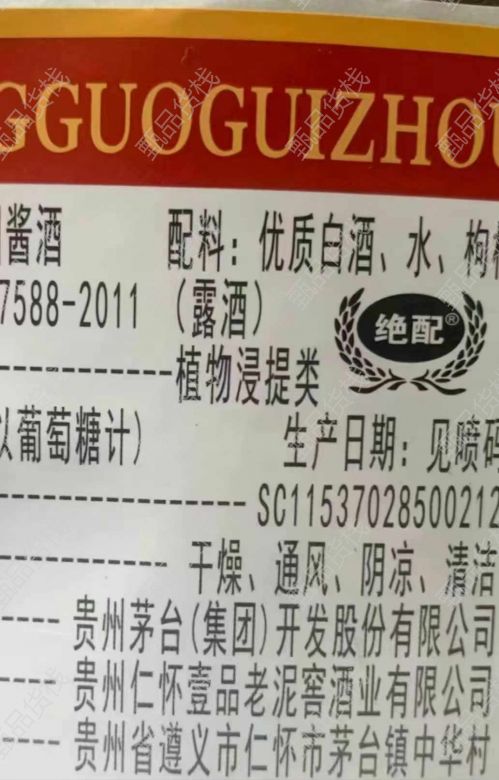 GGUOGUIZHOU
酱酒 配料：优质白酒、水、枸
7588-2011 （露酒）
绝配®
植物浸提类
以葡萄糖计） 生产日期：见喷码
SC11537028500212
干燥、通风、阴凉、清洁
贵州茅台(集团)开发股份有限公司
贵州仁怀壹品老泥窖酒业有限公司
贵州省遵义市仁怀市茅台镇中华村
甄品货栈